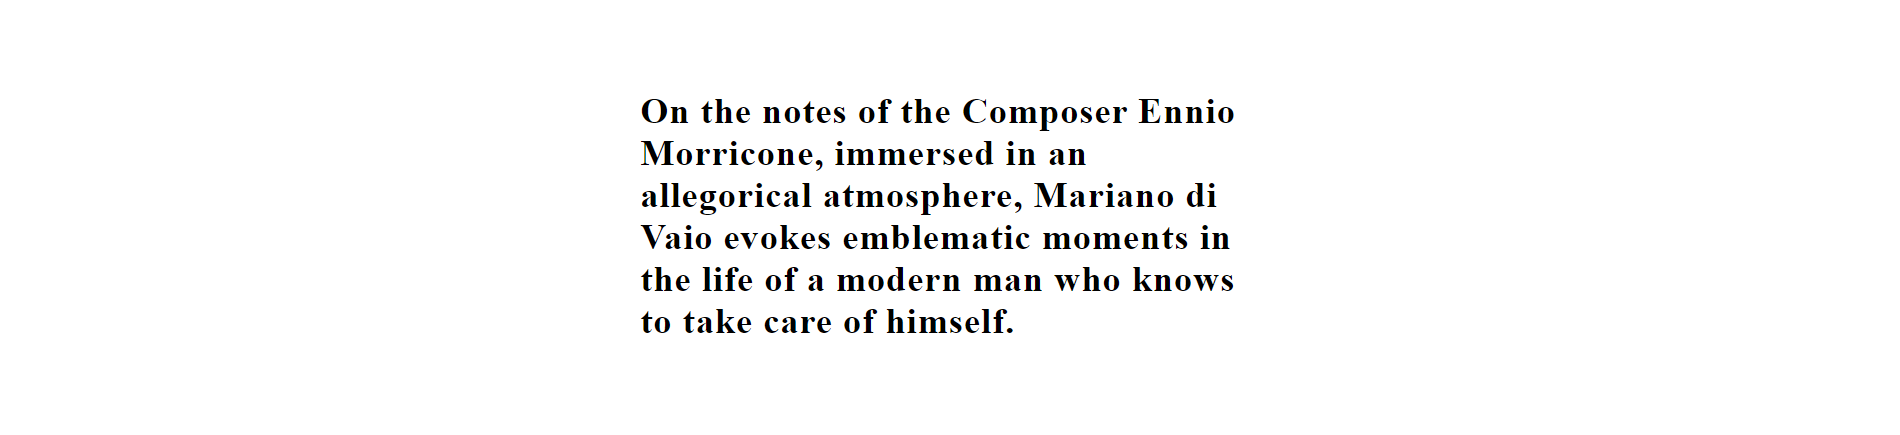 On the notes of the Composer Ennio
Morricone, immersed in an
allegorical atmosphere, Mariano di
Vaio evokes emblematic moments in
the life of a modern man who knows
to take care of himself.